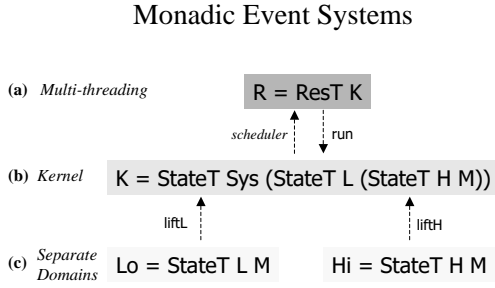 Monadic Event Systems
(a) Multi-threading
R = ResT K
scheduler
run
(b) Kernel
K = StateT Sys (StateT L (StateT H M))
liftL
liftH
(c) Separate
Domains
Lo = StateT L M
Hi = StateT H M